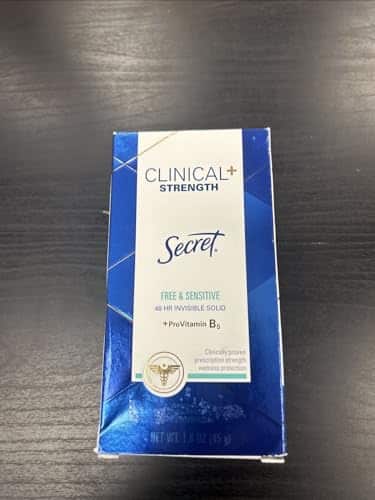 CLINICAL+
STRENGTH
Secret.
FREE & SENSITIVE
48 HR INVISIBLE SOLID
+ProVitamin B5
Clinically proven
prescription strength
wetness protection
NET WT. 1.6 OZ (45 g)